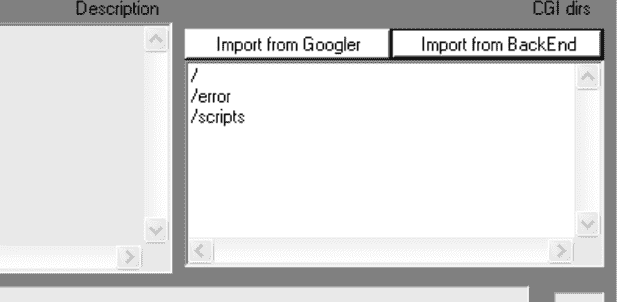 Description
CGI dirs
Import from Googler
Import from BackEnd
/
/error
/scripts